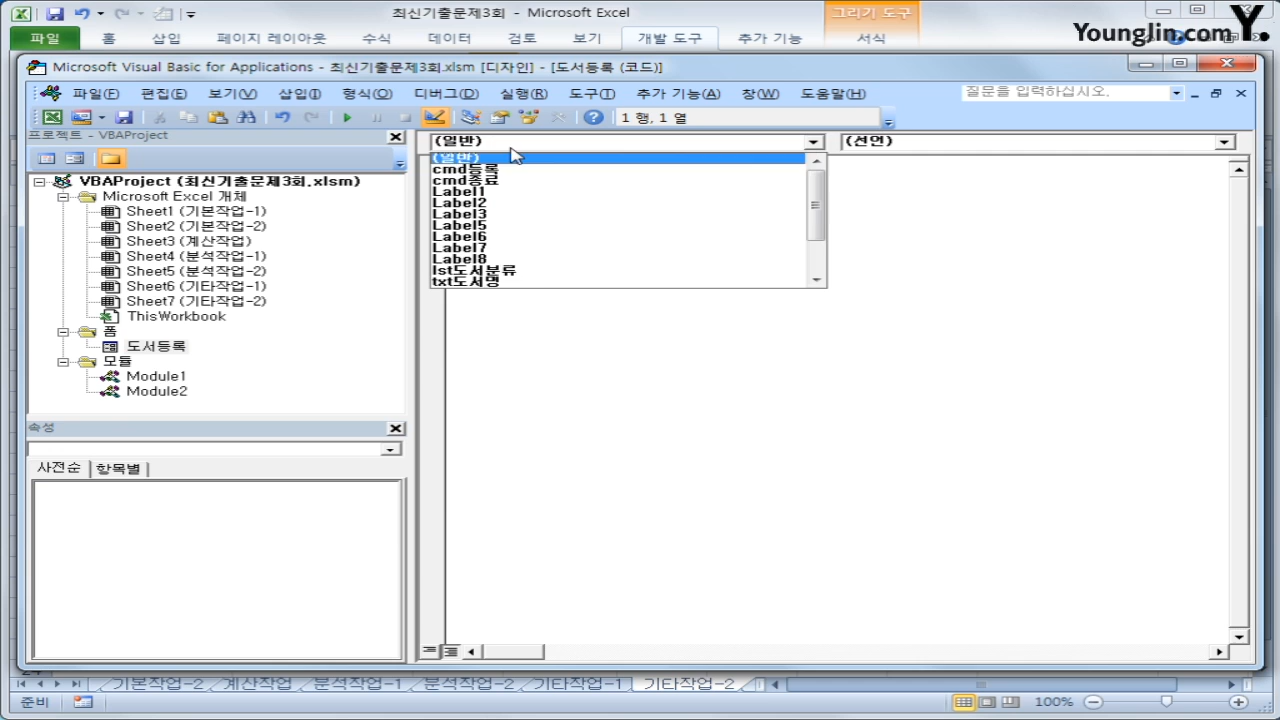 최신기출문제3회 - Microsoft Excel
그리기 도구
파일 홈 삽입 페이지 레이아웃 수식 데이터 검토 보기 개발 도구 추가 기능 서식
Younglin.com Y.
Microsoft Visual Basic for Applications - 최신기출문제3회.xlsm [디자인] - [도서등록 (코드)]
파일(F) 편집(E) 보기(V) 삽입(I) 형식(O) 디버그(D) 실행(R) 도구(T) 추가 기능(A) 창(W) 도움말(H)
질문을 입력하십시오.
1 행, 1 열
프로젝트 - VBAProject
VBAProject (최신기출문제3회.xlsm)
Microsoft Excel 개체
Sheet1 (기본작업-1)
Sheet2 (기본작업-2)
Sheet3 (계산작업)
Sheet4 (분석작업-1)
Sheet5 (분석작업-2)
Sheet6 (기타작업-1)
Sheet7 (기타작업-2)
ThisWorkbook
폼
도서등록
모듈
Module1
Module2
속성
사전순 항목별
(일반)
(선언)
(일반)
cmd등록
cmd종료
Label1
Label2
Label3
Label5
Label6
Label7
Label8
lst도서분류
txt도서명
기본작업-2 계산작업 분석작업-1 분석작업-2 기타작업-1 기타작업-2
준비
100%